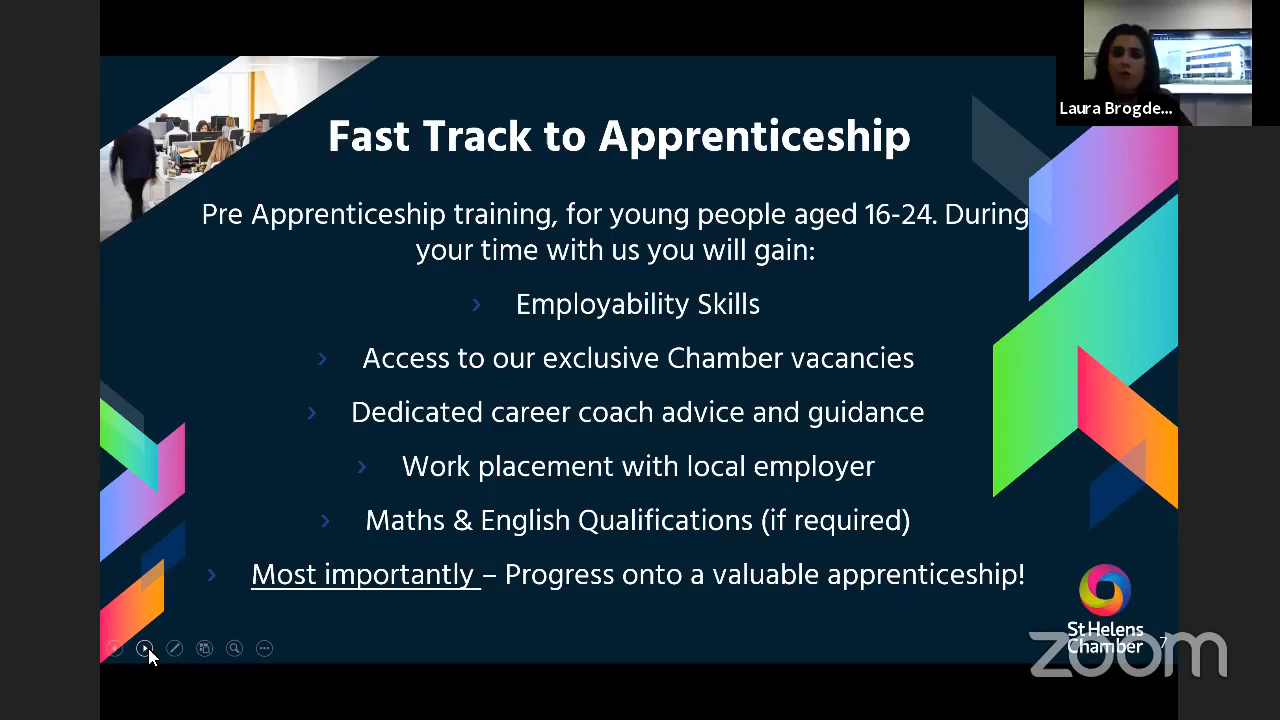 Laura Brogde...
Fast Track to Apprenticeship
Pre Apprenticeship training, for young people aged 16-24. During
your time with us you will gain:
› Employability Skills
› Access to our exclusive Chamber vacancies
› Dedicated career coach advice and guidance
› Work placement with local employer
› Maths & English Qualifications (if required)
› Most importantly – Progress onto a valuable apprenticeship!
St Helens
Chamber
7
zoom